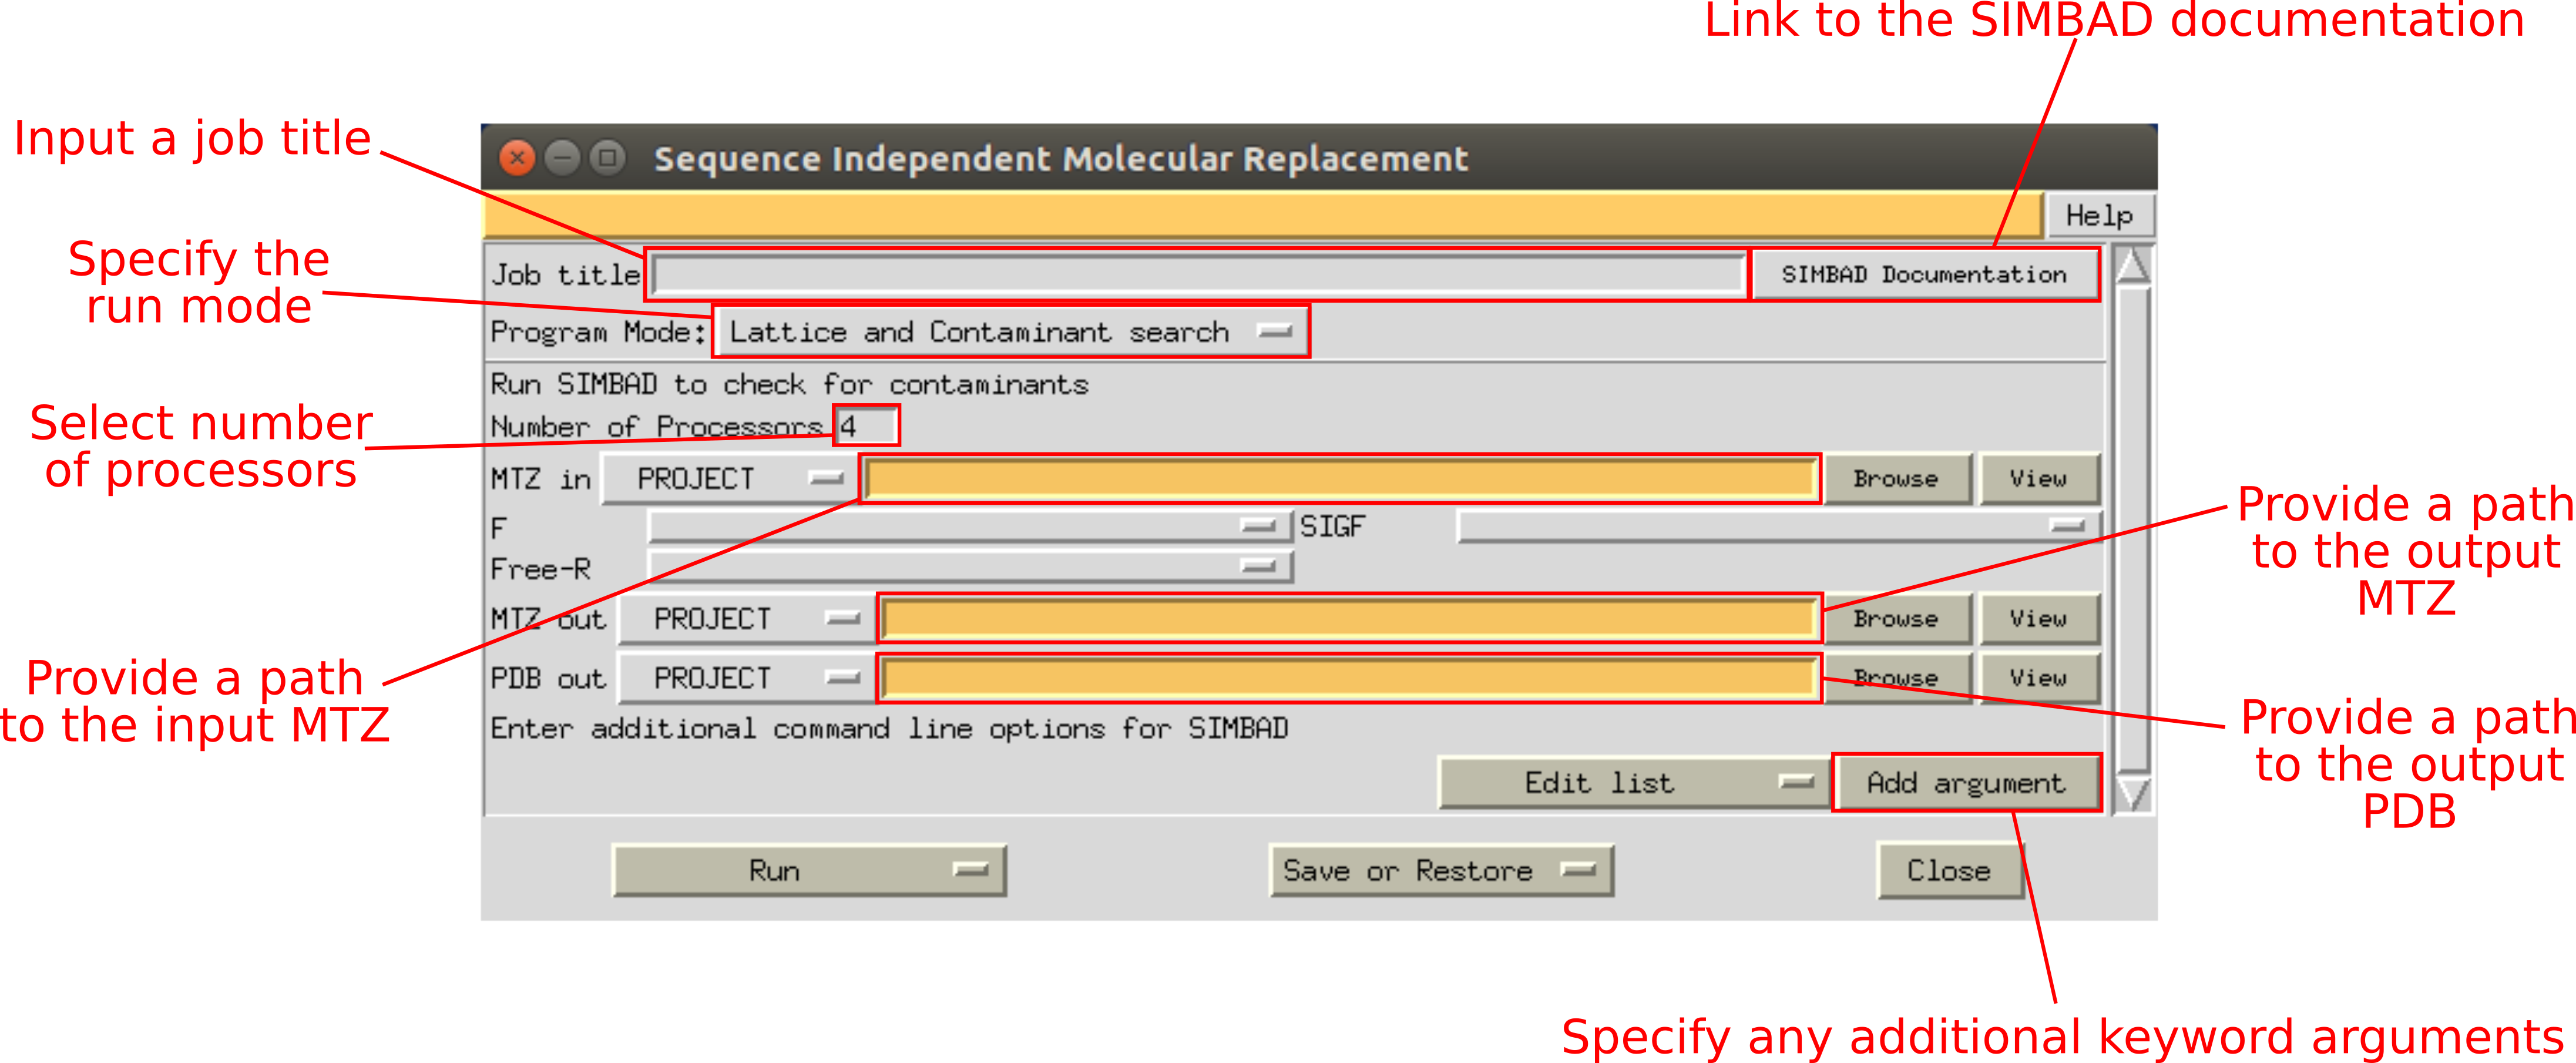 Link to the SIMBAD documentation
Input a job title
Sequence Independent Molecular Replacement
Help
Specify the
run mode
Job title
SIMBAD Documentation
Program Mode: Lattice and Contaminant search
Run SIMBAD to check for contaminants
Select number
of processors
Number of Processors 4
MTZ in PROJECT Browse View
F SIGF
Free-R
Provide a path
to the output
MTZ
MTZ out PROJECT Browse View
Provide a path
to the input MTZ
PDB out PROJECT Browse View
Provide a path
to the output
PDB
Enter additional command line options for SIMBAD
Edit list Add argument
Run Save or Restore Close
Specify any additional keyword arguments